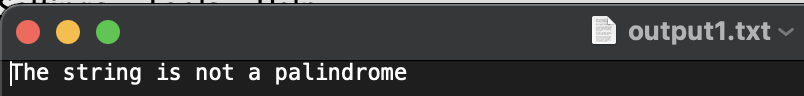 output1.txt
The string is not a palindrome